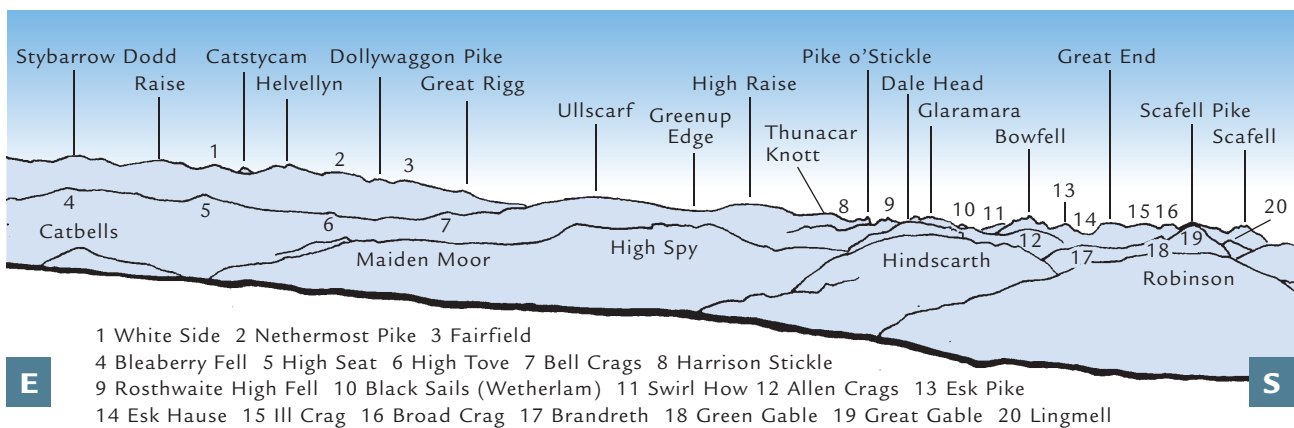 Stybarrow Dodd
Raise
Catstycam
Helvellyn
Dollywaggon Pike
Great Rigg
Ullscarf
Greenup
Edge
High Raise
Thunacar
Knott
Pike o’Stickle
Dale Head
Glaramara
Bowfell
Great End
Scafell Pike
Scafell
1
2
3
4
5
6
7
8
9
10
11
12
13
14
15
16
17
18
19
20
Catbells
Maiden Moor
High Spy
Hindscarth
Robinson
E
S
1 White Side 2 Nethermost Pike 3 Fairfield
4 Bleaberry Fell 5 High Seat 6 High Tove 7 Bell Crags 8 Harrison Stickle
9 Rosthwaite High Fell 10 Black Sails (Wetherlam) 11 Swirl How 12 Allen Crags 13 Esk Pike
14 Esk Hause 15 Ill Crag 16 Broad Crag 17 Brandreth 18 Green Gable 19 Great Gable 20 Lingmell